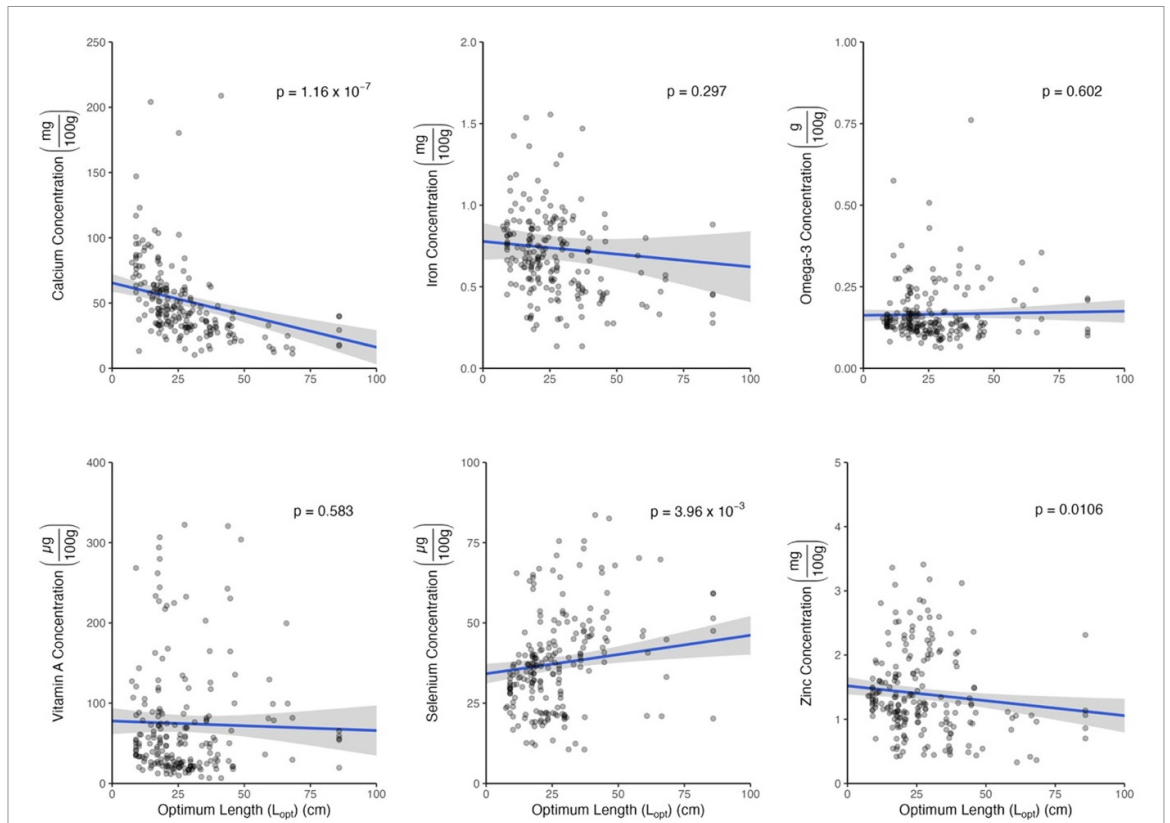 250
200
150
100
50
0
0 25 50 75 100
Calcium Concentration (mg/100g)
p = 1.16 x 10⁻⁷
2.0
1.5
1.0
0.5
0.0
0 25 50 75 100
Iron Concentration (mg/100g)
p = 0.297
1.00
0.75
0.50
0.25
0.00
0 25 50 75 100
Omega-3 Concentration (g/100g)
p = 0.602
400
300
200
100
0
0 25 50 75 100
Vitamin A Concentration (µg/100g)
p = 0.583
Optimum Length (Lopt) (cm)
100
75
50
25
0
0 25 50 75 100
Selenium Concentration (µg/100g)
p = 3.96 x 10⁻³
Optimum Length (Lopt) (cm)
5
4
3
2
1
0
0 25 50 75 100
Zinc Concentration (mg/100g)
p = 0.0106
Optimum Length (Lopt) (cm)